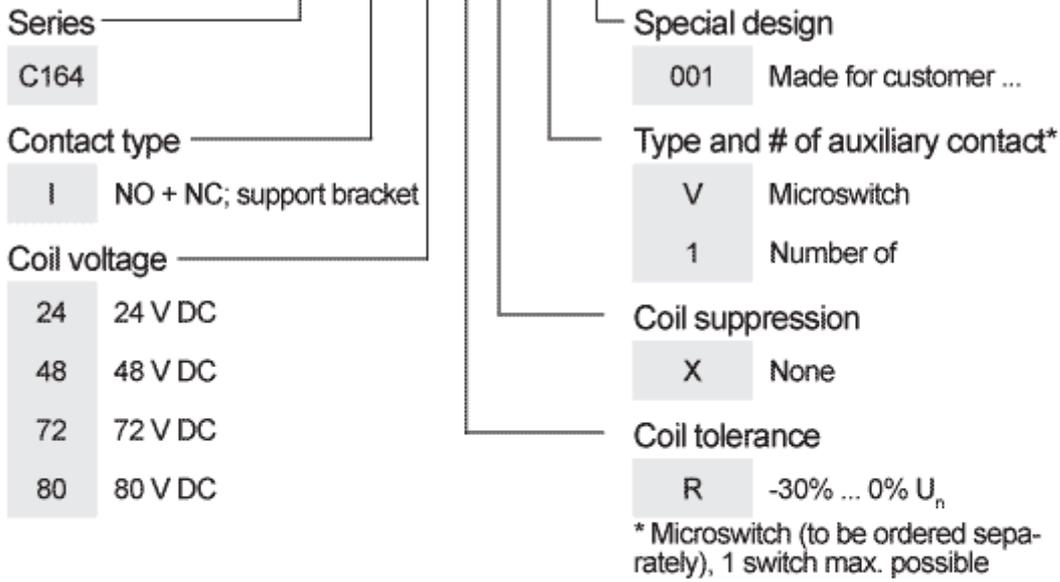 Series
C164
Contact type
I NO + NC; support bracket
Coil voltage
24 24 V DC
48 48 V DC
72 72 V DC
80 80 V DC
Special design
001 Made for customer ...
Type and # of auxiliary contact*
V Microswitch
1 Number of
Coil suppression
X None
Coil tolerance
R -30% ... 0% Un
* Microswitch (to be ordered sepa-
rately), 1 switch max. possible